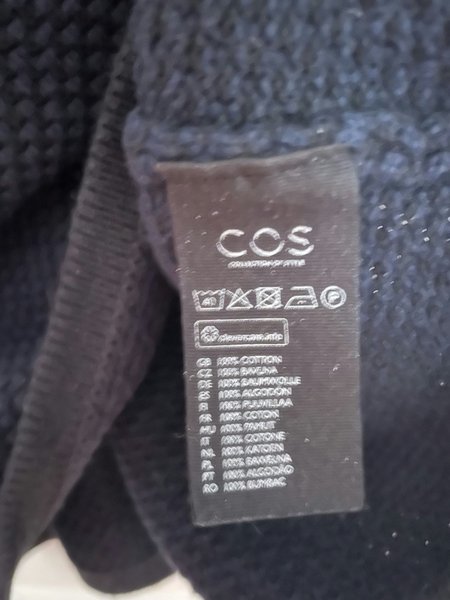 COS
COLLECTION OF STYLE
P
clevercare.info
GB 100% COTTON
CZ 100% BAVLNA
DE 100% BAUMWOLLE
ES 100% ALGODÓN
FI 100% PUUVILLAA
FR 100% COTON
HU 100% PAMUT
IT 100% COTONE
NL 100% KATOEN
PL 100% BAWEŁNA
PT 100% ALGODÃO
RO 100% BUMBAC